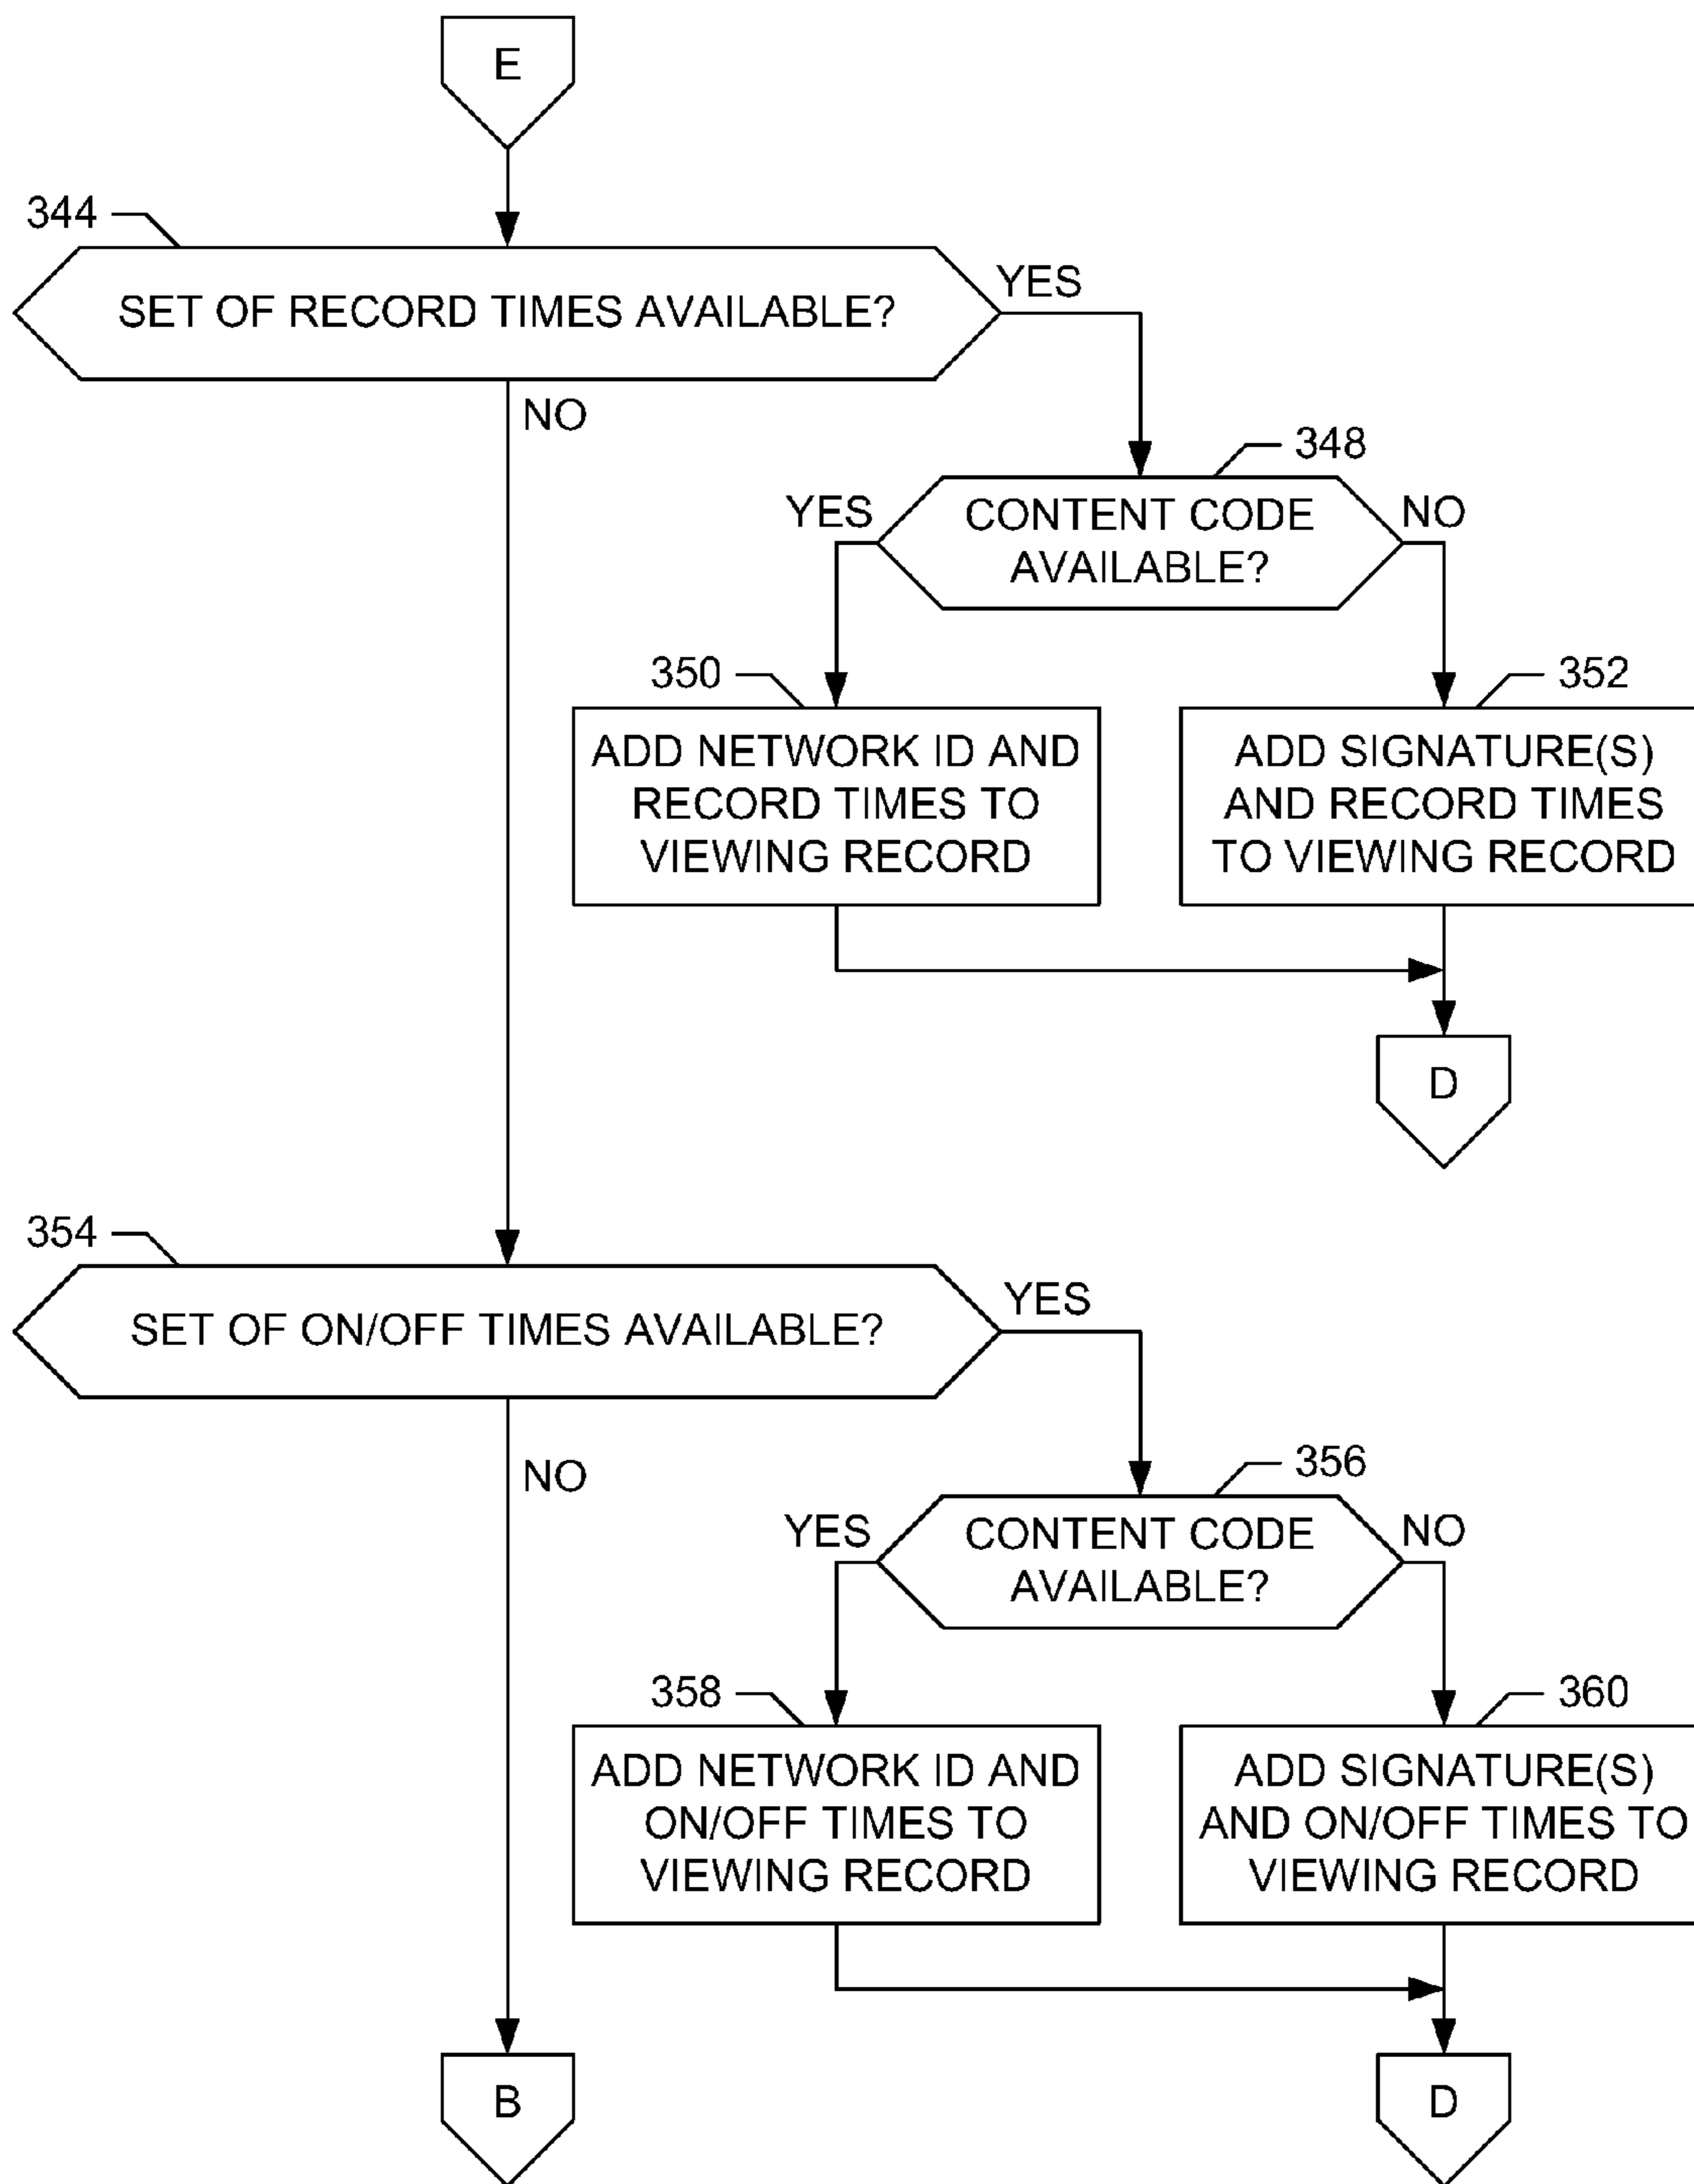 E
344
SET OF RECORD TIMES AVAILABLE?
YES
NO
348
CONTENT CODE
AVAILABLE?
YES
NO
350
ADD NETWORK ID AND
RECORD TIMES TO
VIEWING RECORD
352
ADD SIGNATURE(S)
AND RECORD TIMES
TO VIEWING RECORD
D
354
SET OF ON/OFF TIMES AVAILABLE?
YES
NO
356
CONTENT CODE
AVAILABLE?
YES
NO
358
ADD NETWORK ID AND
ON/OFF TIMES TO
VIEWING RECORD
360
ADD SIGNATURE(S)
AND ON/OFF TIMES TO
VIEWING RECORD
B
D